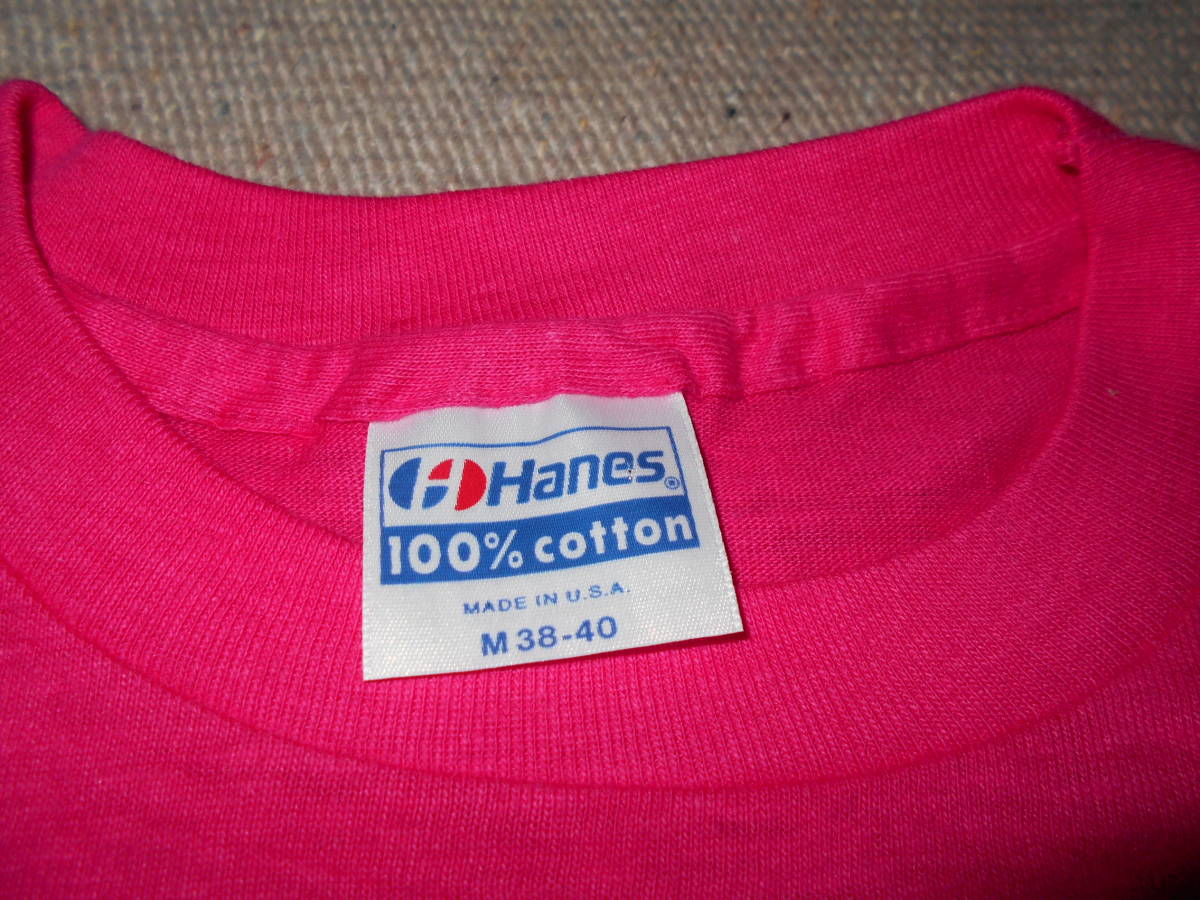 Hanes®
100% cotton
MADE IN U.S.A.
M 38-40